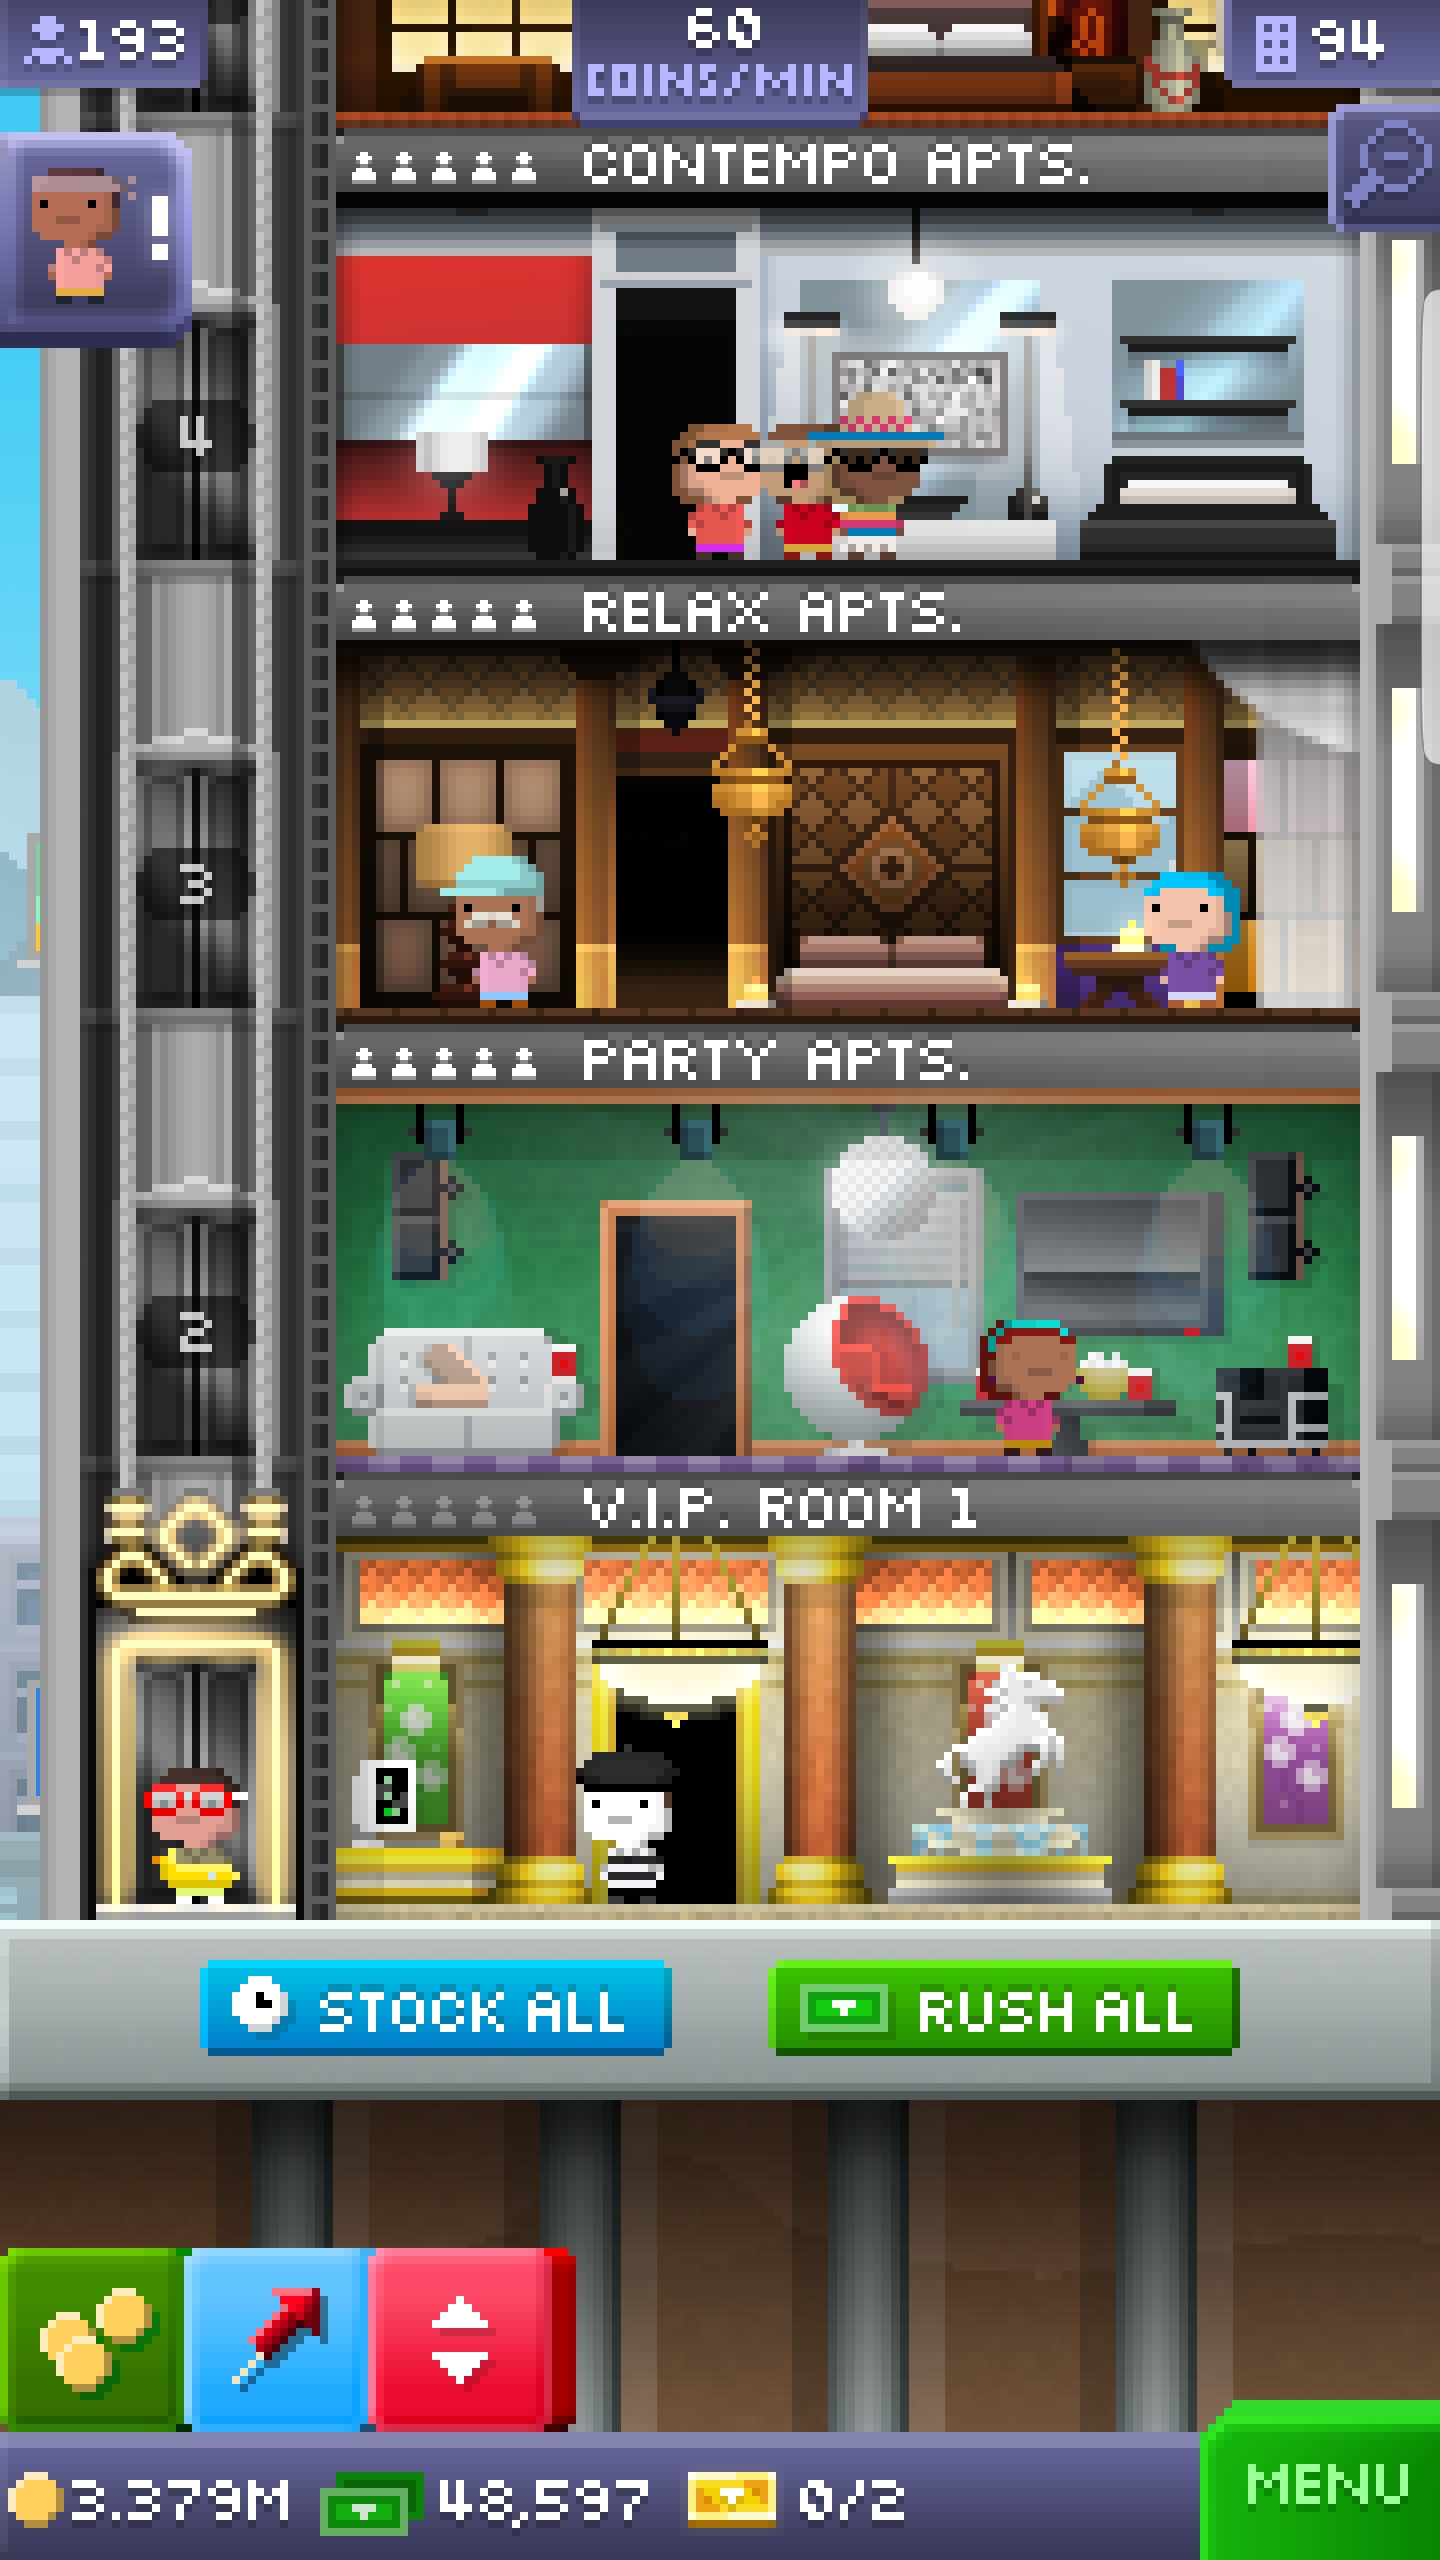 193
60
COINS/MIN
94
!
CONTEMPO APTS.
4
RELAX APTS.
3
PARTY APTS.
2
V.I.P. ROOM 1
STOCK ALL
RUSH ALL
3.379M
48,597
0/2
MENU